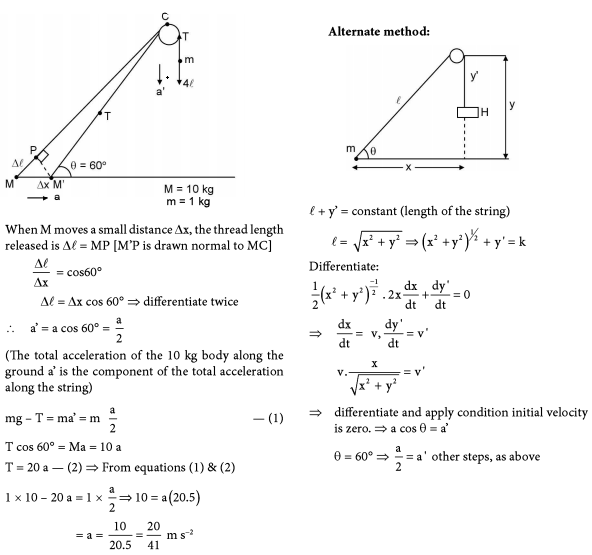 C
T
m
a'
4ℓ
T
P
Δℓ
θ = 60°
M
Δx M'
a
M = 10 kg
m = 1 kg
When M moves a small distance Δx, the thread length
released is Δℓ = MP [M'P is drawn normal to MC]
Δℓ/Δx = cos60°
Δℓ = Δx cos 60° ⇒ differentiate twice
∴ a' = a cos 60° = a/2
(The total acceleration of the 10 kg body along the
ground a' is the component of the total acceleration
along the string)
mg – T = ma' = m a/2 — (1)
T cos 60° = Ma = 10 a
T = 20 a — (2) ⇒ From equations (1) & (2)
1 × 10 – 20 a = 1 × a/2 ⇒ 10 = a(20.5)
= a = 10/20.5 = 20/41 m s⁻²
Alternate method:
y'
ℓ
H
y
m
θ
x
ℓ + y' = constant (length of the string)
ℓ = √(x² + y²) ⇒ (x² + y²)^(1/2) + y' = k
Differentiate:
1/2 (x² + y²)^(-1/2) . 2x dx/dt + dy'/dt = 0
⇒ dx/dt = v, dy'/dt = v'
v. x/√(x² + y²) = v'
⇒ differentiate and apply condition initial velocity
is zero. ⇒ a cos θ = a'
θ = 60° ⇒ a/2 = a' other steps, as above